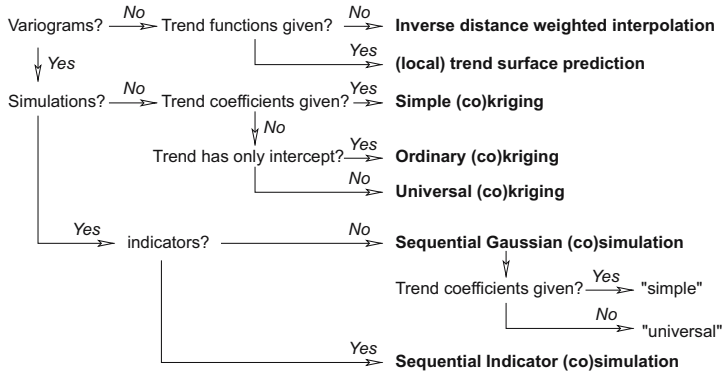 Variograms? No Trend functions given? No Inverse distance weighted interpolation
Yes Yes (local) trend surface prediction
Simulations? No Trend coefficients given? Yes Simple (co)kriging
No
Trend has only intercept? Yes Ordinary (co)kriging
No Universal (co)kriging
Yes indicators? No Sequential Gaussian (co)simulation
Trend coefficients given? Yes "simple"
No "universal"
Yes Sequential Indicator (co)simulation